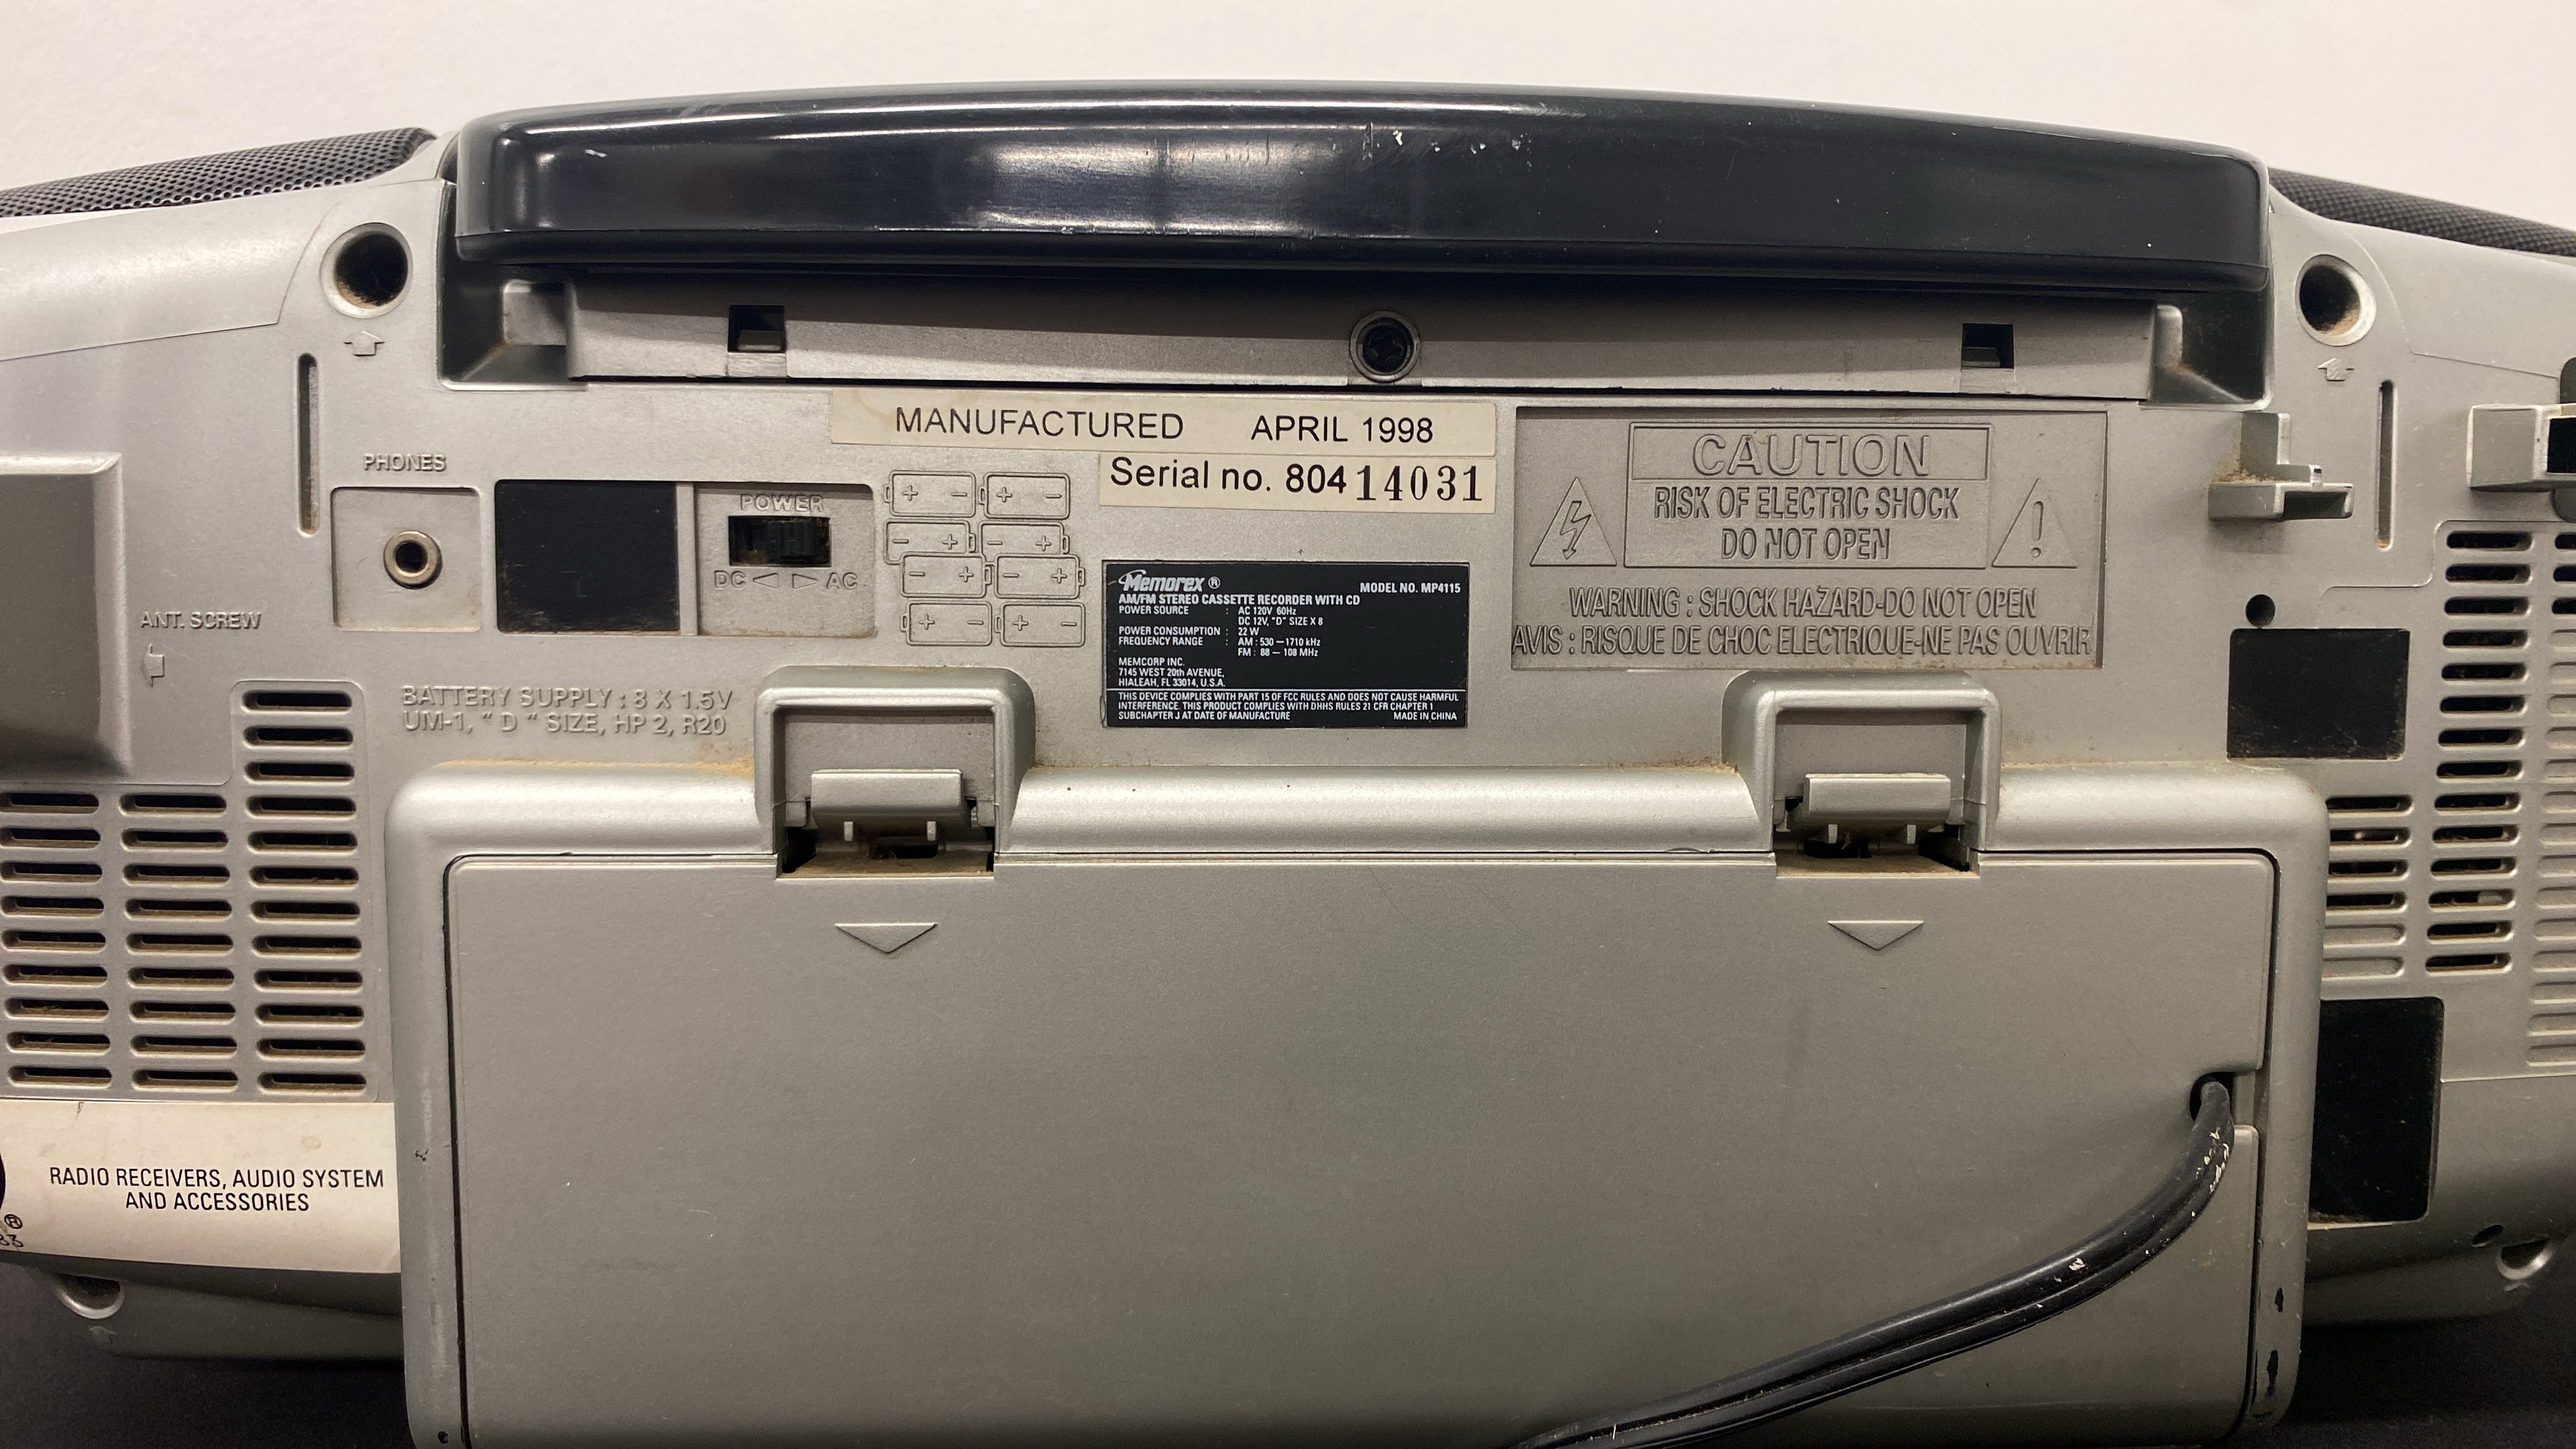 MANUFACTURED APRIL 1998
Serial no. 80414031
PHONES
POWER
DC AC
ANT. SCREW
BATTERY SUPPLY : 8 X 1.5V
UM-1, " D " SIZE, HP 2, R20
Memorex® MODEL NO. MP4115
AM/FM STEREO CASSETTE RECORDER WITH CD
POWER SOURCE : AC 120V 60Hz
DC 12V, "D" SIZE X 8
POWER CONSUMPTION : 22 W
FREQUENCY RANGE : AM : 530 – 1710 kHz
FM : 88 – 108 MHz
MEMCORP INC.
7145 WEST 20th AVENUE,
HIALEAH, FL 33014, U.S.A.
THIS DEVICE COMPLIES WITH PART 15 OF FCC RULES AND DOES NOT CAUSE HARMFUL
INTERFERENCE. THIS PRODUCT COMPLIES WITH DHHS RULES 21 CFR CHAPTER 1
SUBCHAPTER J AT DATE OF MANUFACTURE MADE IN CHINA
CAUTION
RISK OF ELECTRIC SHOCK
DO NOT OPEN
WARNING : SHOCK HAZARD-DO NOT OPEN
AVIS : RISQUE DE CHOC ELECTRIQUE-NE PAS OUVRIR
RADIO RECEIVERS, AUDIO SYSTEM
AND ACCESSORIES
®